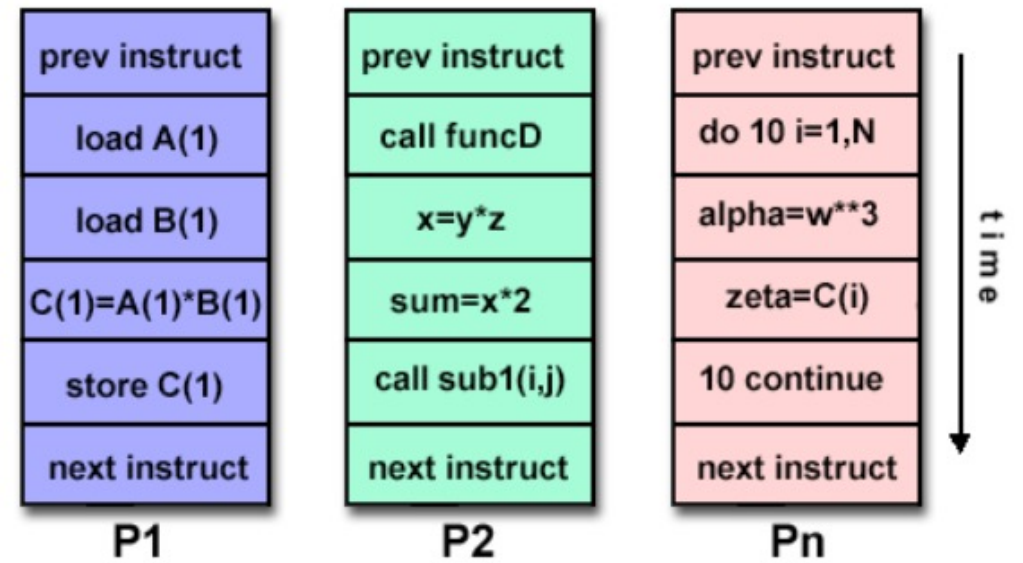 prev instruct
load A(1)
load B(1)
C(1)=A(1)*B(1)
store C(1)
next instruct
P1
prev instruct
call funcD
x=y*z
sum=x*2
call sub1(i,j)
next instruct
P2
prev instruct
do 10 i=1,N
alpha=w**3
zeta=C(i)
10 continue
next instruct
Pn
time